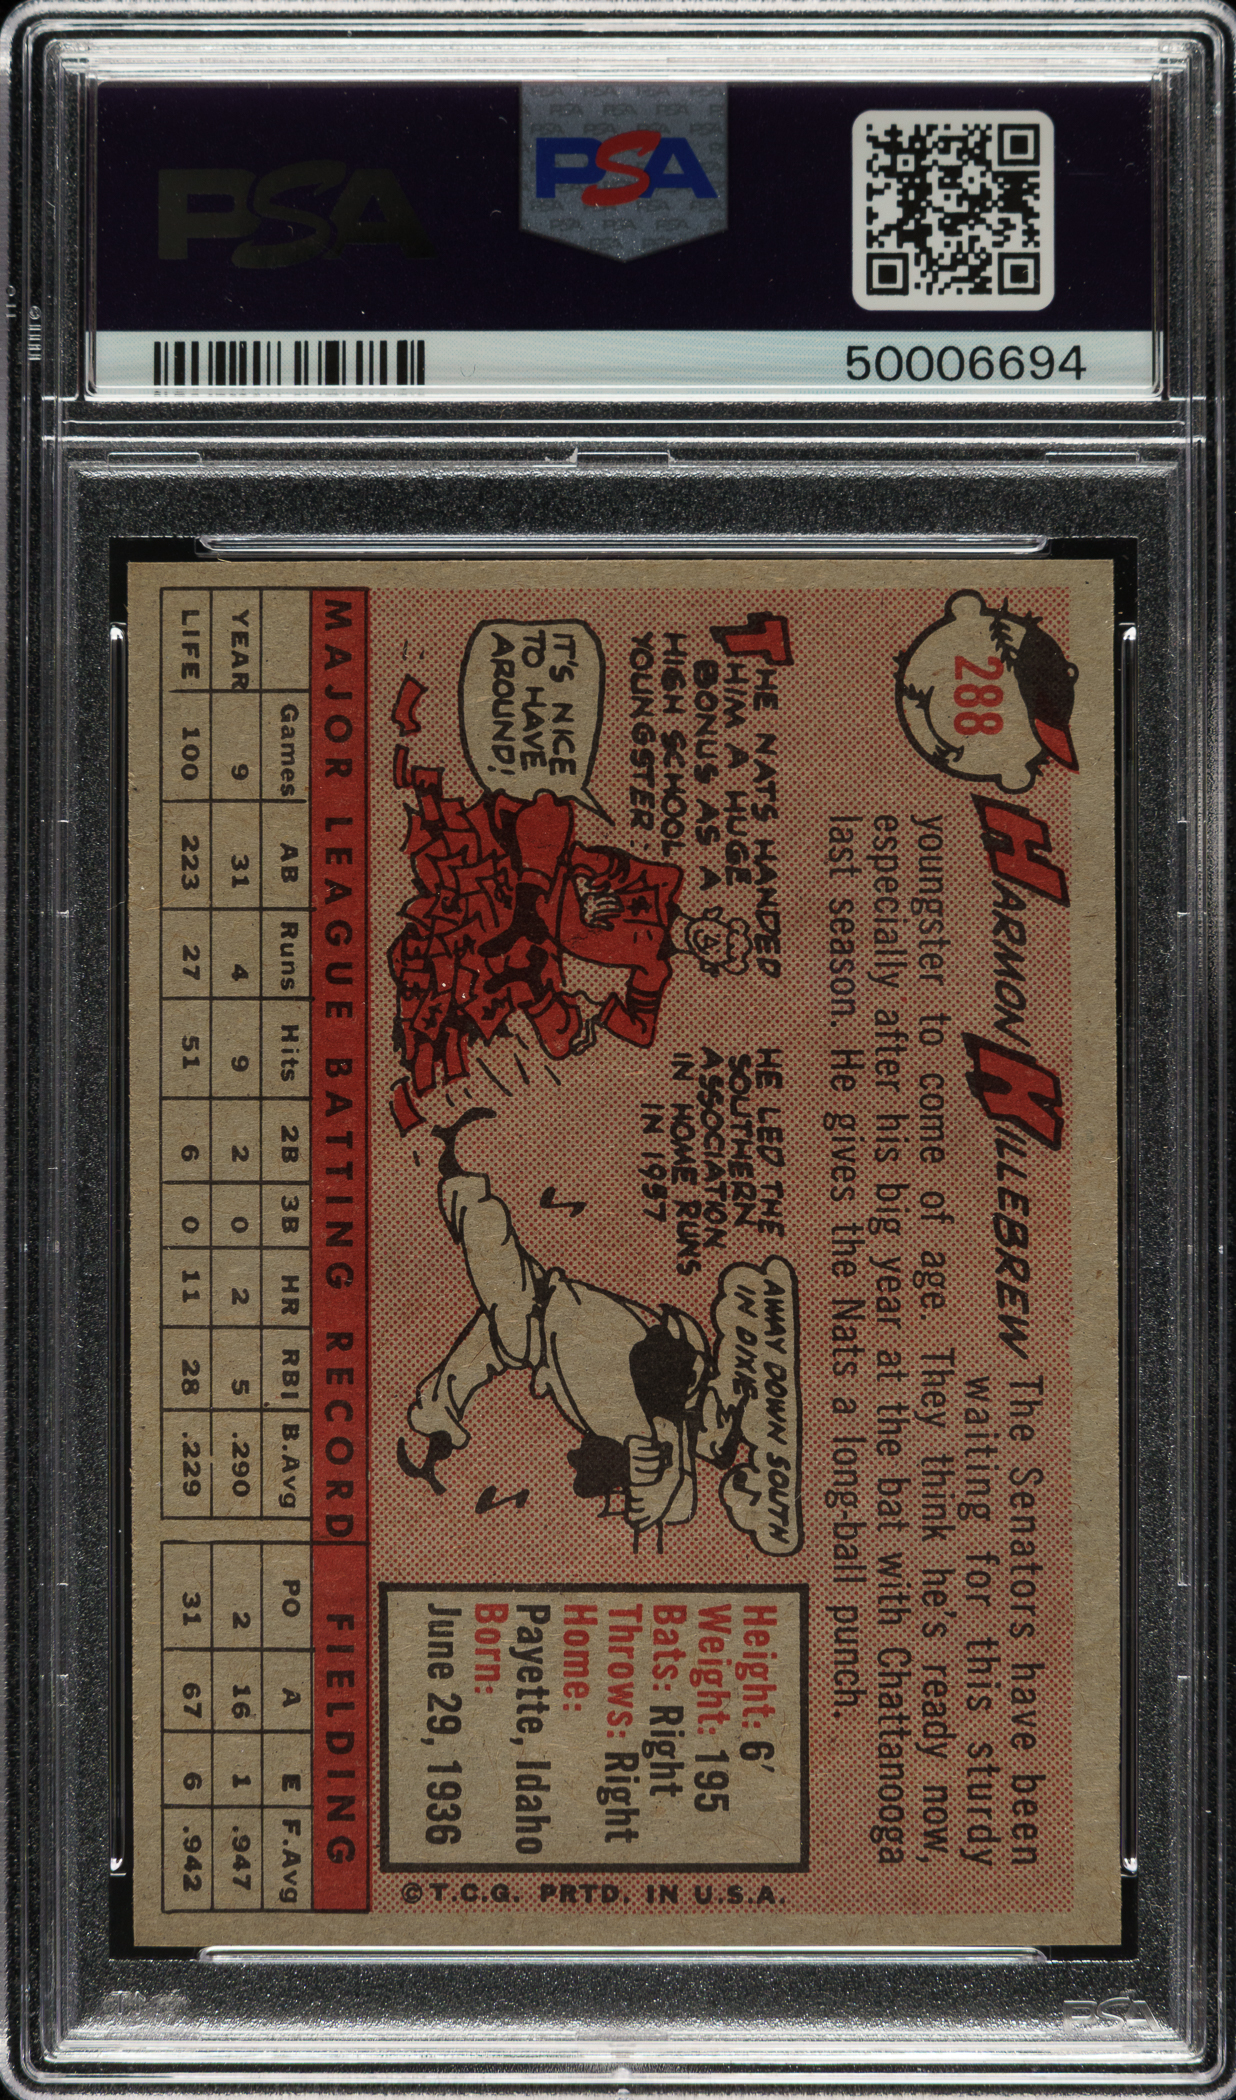 PSA
PSA
50006694
288
HARMON KILLEBREW The Senators have been
waiting for this sturdy
youngster to come of age. They think he's ready now,
especially after his big year at the bat with Chattanooga
last season. He gives the Nats a long-ball punch.
THE NATS HANDED
HIM A HUGE
BONUS AS A
HIGH SCHOOL
YOUNGSTER.
IT'S NICE
TO HAVE
AROUND!
HE LED THE
SOUTHERN
ASSOCIATION
IN HOME RUNS
IN 1957
AWAY DOWN SOUTH
IN DIXIE
Height: 6'
Weight: 195
Bats: Right
Throws: Right
Home:
Payette, Idaho
Born:
June 29, 1936
© T.C.G. PRTD. IN U.S.A.
MAJOR LEAGUE BATTING RECORD FIELDING
Games AB Runs Hits 2B 3B HR RBI B.Avg PO A E F.Avg
YEAR 9 31 4 9 2 0 2 5 .290 2 16 1 .947
LIFE 100 223 27 51 6 0 11 28 .229 31 67 6 .942
PSA